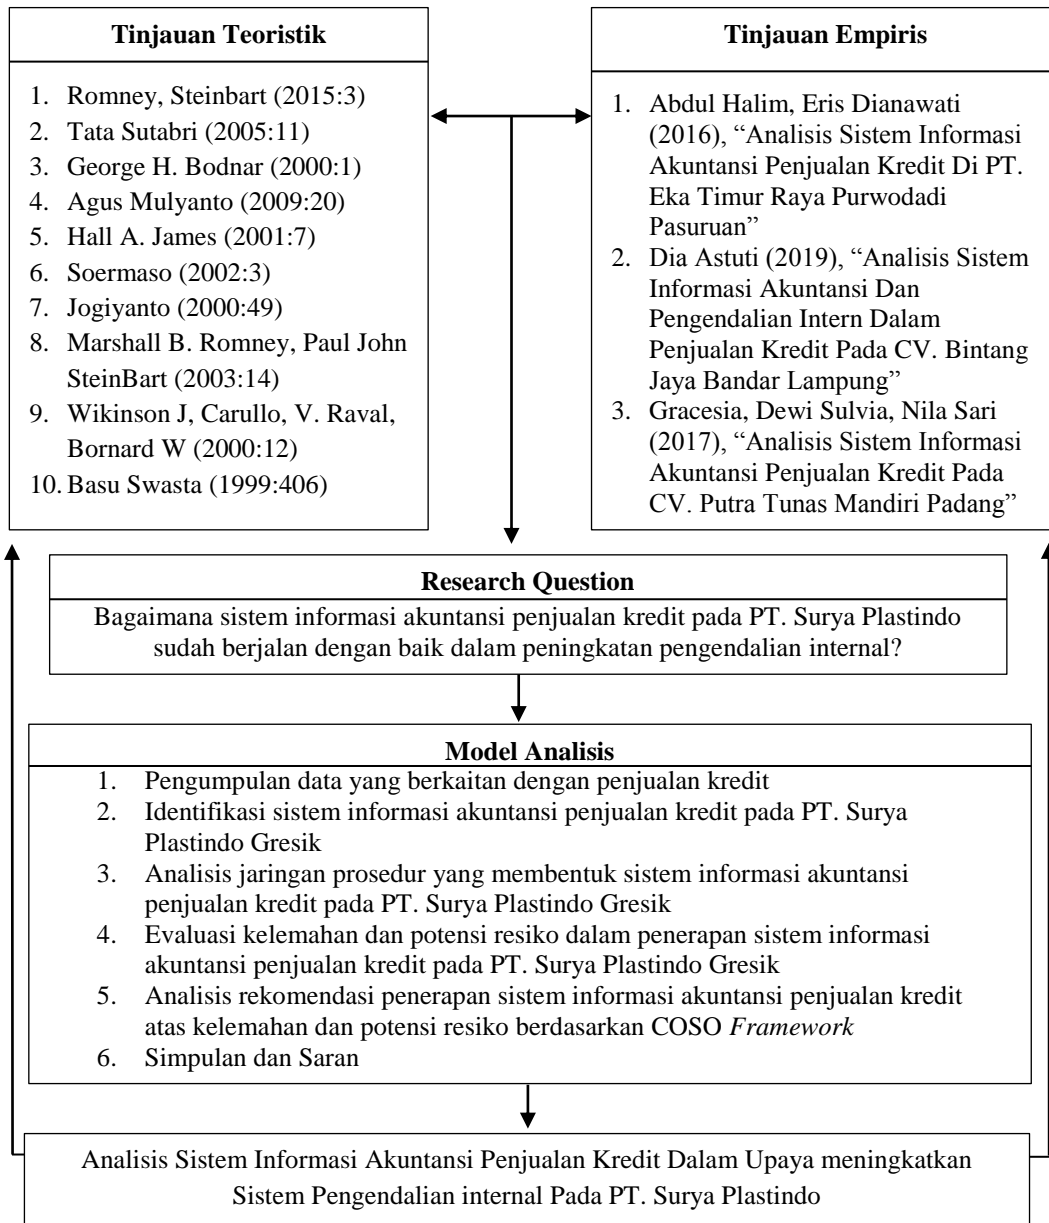 Tinjauan Teoristik
1. Romney, Steinbart (2015:3)
2. Tata Sutabri (2005:11)
3. George H. Bodnar (2000:1)
4. Agus Mulyanto (2009:20)
5. Hall A. James (2001:7)
6. Soermaso (2002:3)
7. Jogiyanto (2000:49)
8. Marshall B. Romney, Paul John
SteinBart (2003:14)
9. Wikinson J, Carullo, V. Raval,
Bornard W (2000:12)
10. Basu Swasta (1999:406)
Tinjauan Empiris
1. Abdul Halim, Eris Dianawati
(2016), “Analisis Sistem Informasi
Akuntansi Penjualan Kredit Di PT.
Eka Timur Raya Purwodadi
Pasuruan”
2. Dia Astuti (2019), “Analisis Sistem
Informasi Akuntansi Dan
Pengendalian Intern Dalam
Penjualan Kredit Pada CV. Bintang
Jaya Bandar Lampung”
3. Gracesia, Dewi Sulvia, Nila Sari
(2017), “Analisis Sistem Informasi
Akuntansi Penjualan Kredit Pada
CV. Putra Tunas Mandiri Padang”
Research Question
Bagaimana sistem informasi akuntansi penjualan kredit pada PT. Surya Plastindo
sudah berjalan dengan baik dalam peningkatan pengendalian internal?
Model Analisis
1. Pengumpulan data yang berkaitan dengan penjualan kredit
2. Identifikasi sistem informasi akuntansi penjualan kredit pada PT. Surya
Plastindo Gresik
3. Analisis jaringan prosedur yang membentuk sistem informasi akuntansi
penjualan kredit pada PT. Surya Plastindo Gresik
4. Evaluasi kelemahan dan potensi resiko dalam penerapan sistem informasi
akuntansi penjualan kredit pada PT. Surya Plastindo Gresik
5. Analisis rekomendasi penerapan sistem informasi akuntansi penjualan kredit
atas kelemahan dan potensi resiko berdasarkan COSO Framework
6. Simpulan dan Saran
Analisis Sistem Informasi Akuntansi Penjualan Kredit Dalam Upaya meningkatkan
Sistem Pengendalian internal Pada PT. Surya Plastindo